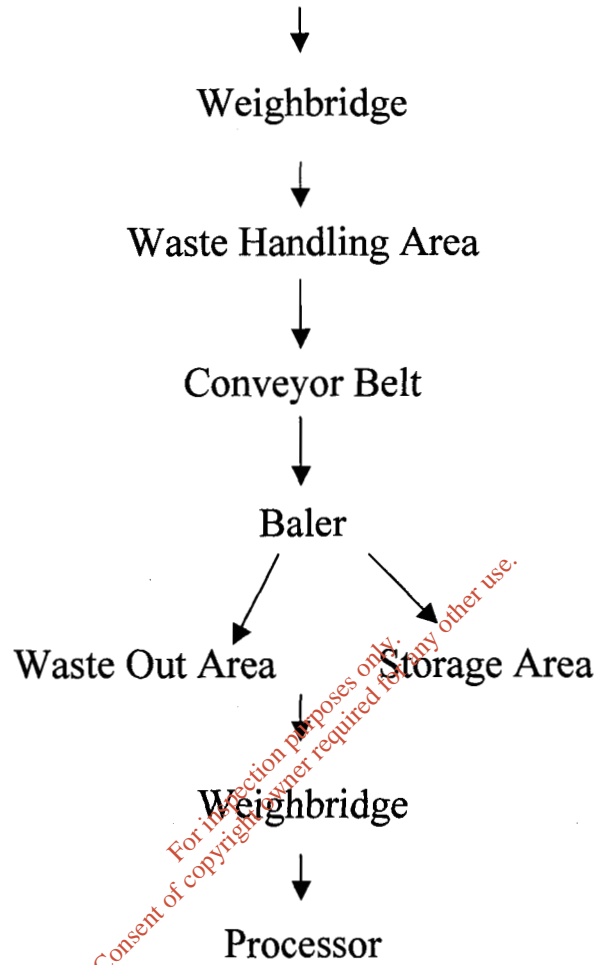 Weighbridge
Waste Handling Area
Conveyor Belt
Baler
Waste Out Area
Storage Area
Weighbridge
Processor
For inspection purposes only.
Consent of copyright owner required for any other use.